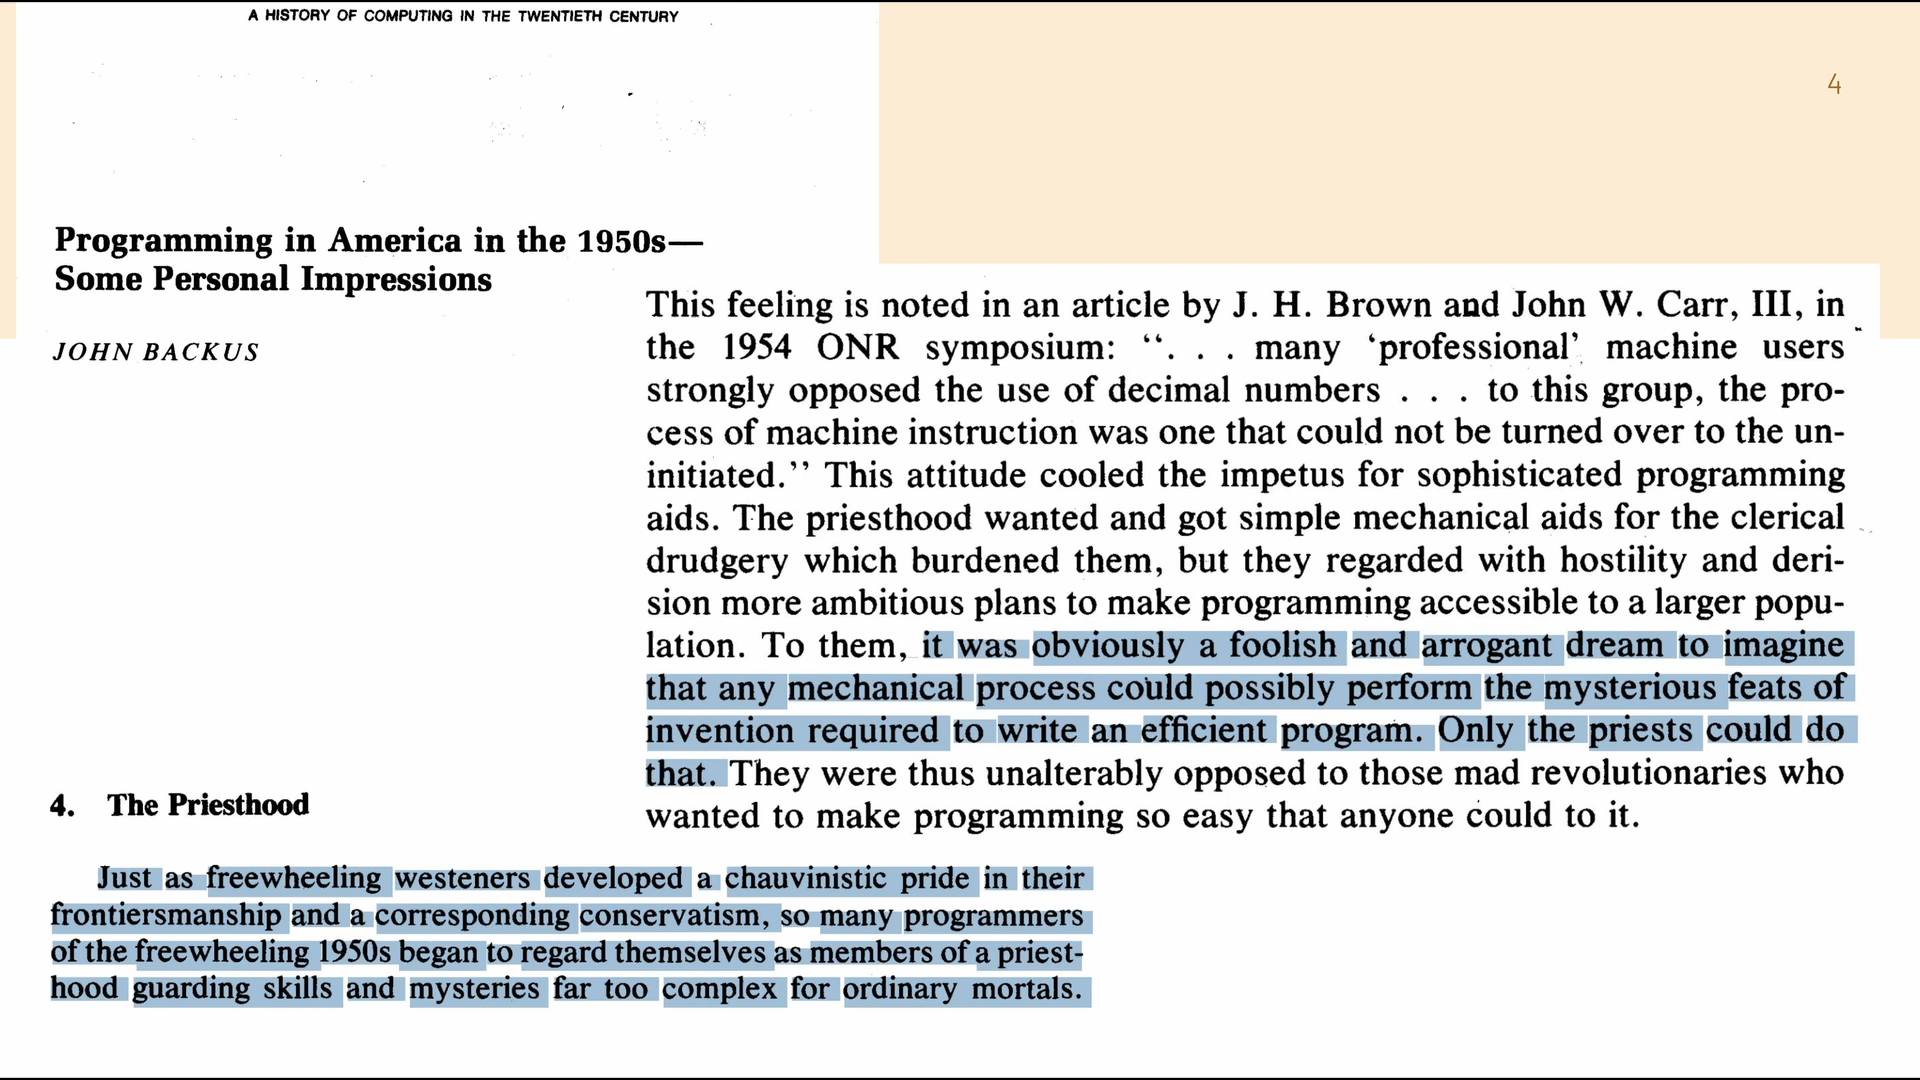 A HISTORY OF COMPUTING IN THE TWENTIETH CENTURY
4
Programming in America in the 1950s—
Some Personal Impressions
JOHN BACKUS
4. The Priesthood
Just as freewheeling westeners developed a chauvinistic pride in their
frontiersmanship and a corresponding conservatism, so many programmers
of the freewheeling 1950s began to regard themselves as members of a priest-
hood guarding skills and mysteries far too complex for ordinary mortals.
This feeling is noted in an article by J. H. Brown and John W. Carr, III, in
the 1954 ONR symposium: “. . . many ‘professional’ machine users
strongly opposed the use of decimal numbers . . . to this group, the pro-
cess of machine instruction was one that could not be turned over to the un-
initiated.” This attitude cooled the impetus for sophisticated programming
aids. The priesthood wanted and got simple mechanical aids for the clerical
drudgery which burdened them, but they regarded with hostility and deri-
sion more ambitious plans to make programming accessible to a larger popu-
lation. To them, it was obviously a foolish and arrogant dream to imagine
that any mechanical process could possibly perform the mysterious feats of
invention required to write an efficient program. Only the priests could do
that. They were thus unalterably opposed to those mad revolutionaries who
wanted to make programming so easy that anyone could to it.